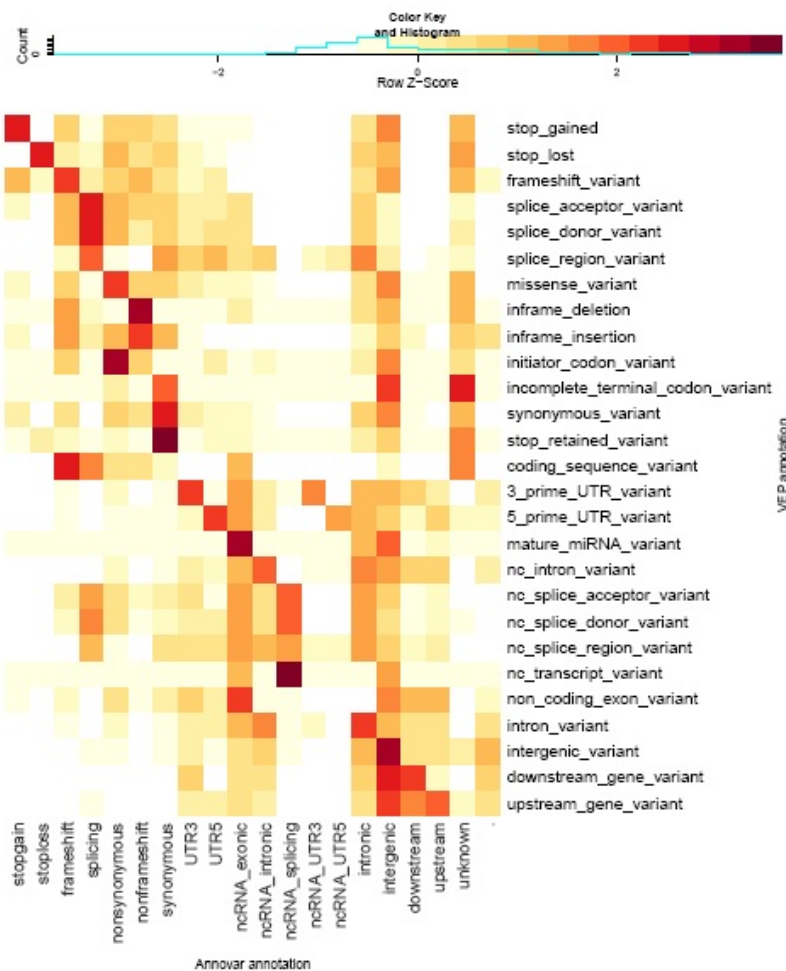 Color Key
and Histogram
Count
0
-2
0
2
Row Z-Score
stop_gained
stop_lost
frameshift_variant
splice_acceptor_variant
splice_donor_variant
splice_region_variant
missense_variant
inframe_deletion
inframe_insertion
initiator_codon_variant
incomplete_terminal_codon_variant
synonymous_variant
stop_retained_variant
coding_sequence_variant
3_prime_UTR_variant
5_prime_UTR_variant
mature_miRNA_variant
nc_intron_variant
nc_splice_acceptor_variant
nc_splice_donor_variant
nc_splice_region_variant
nc_transcript_variant
non_coding_exon_variant
intron_variant
intergenic_variant
downstream_gene_variant
upstream_gene_variant
VEP annotation
stopgain
stoploss
frameshift
splicing
nonsynonymous
nonframeshift
synonymous
UTR3
UTR5
ncRNA_exonic
ncRNA_intronic
ncRNA_splicing
ncRNA_UTR3
ncRNA_UTR5
intronic
intergenic
downstream
upstream
unknown
.
Annovar annotation